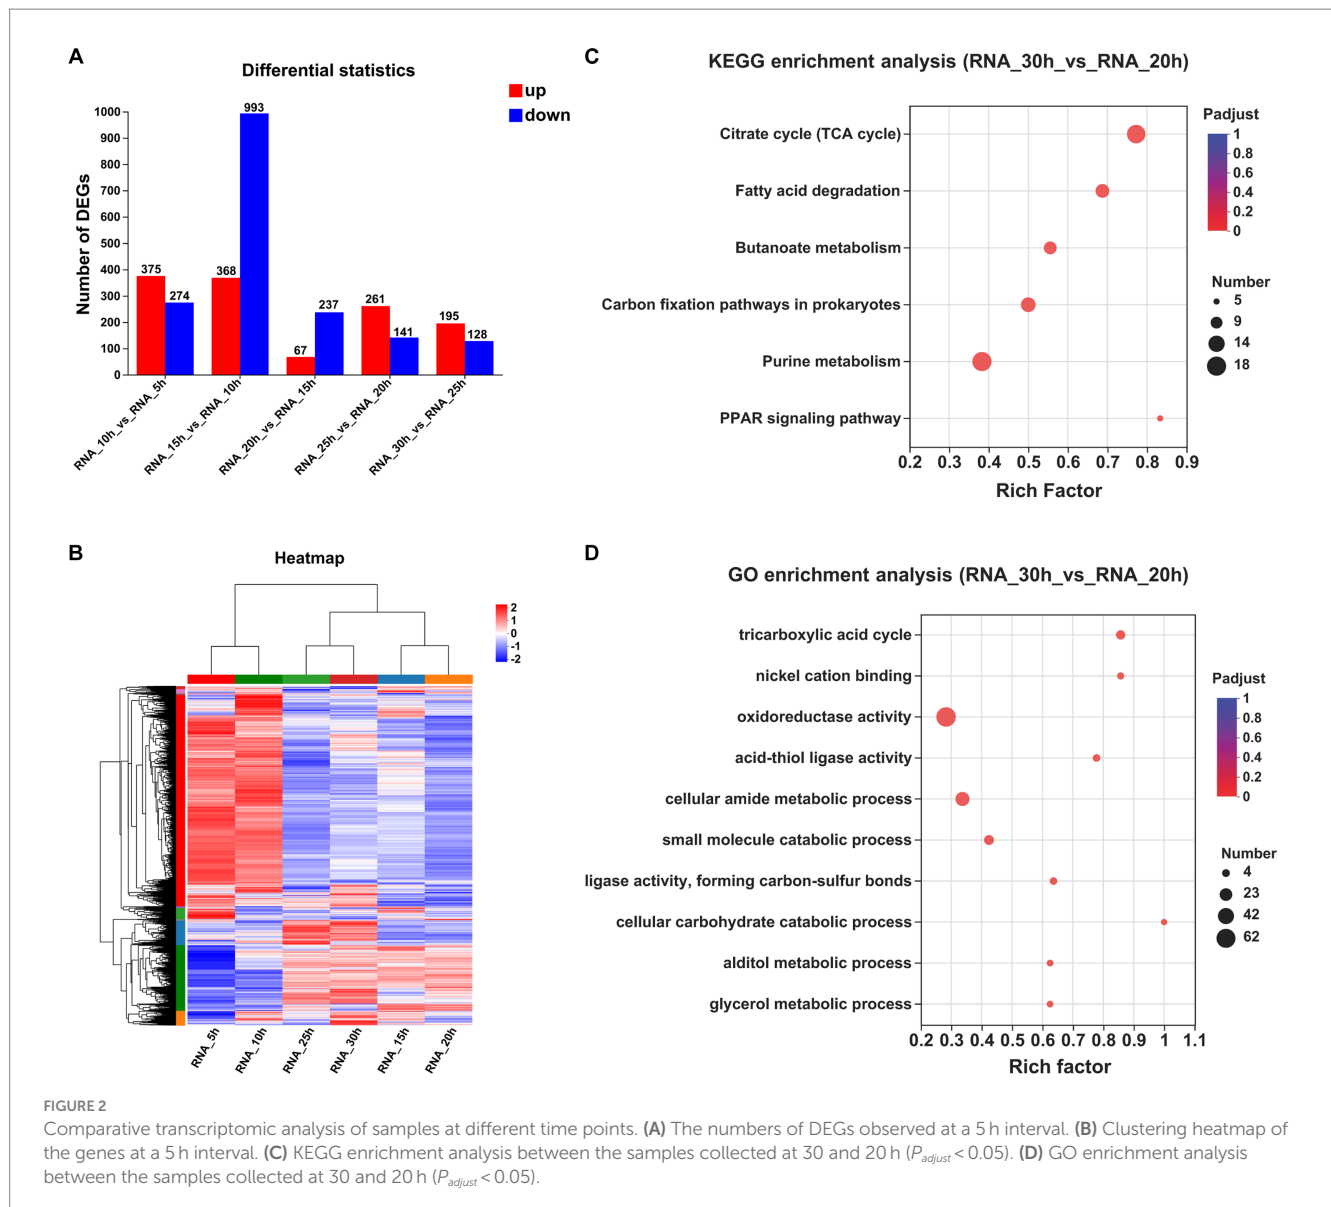 A
Differential statistics
up
down
Number of DEGs
1000
900
800
700
600
500
400
300
200
100
0
375
274
368
993
67
237
261
141
195
128
RNA_10h_vs_RNA_5h
RNA_15h_vs_RNA_10h
RNA_20h_vs_RNA_15h
RNA_25h_vs_RNA_20h
RNA_30h_vs_RNA_25h
C
KEGG enrichment analysis (RNA_30h_vs_RNA_20h)
Citrate cycle (TCA cycle)
Fatty acid degradation
Butanoate metabolism
Carbon fixation pathways in prokaryotes
Purine metabolism
PPAR signaling pathway
0.2 0.3 0.4 0.5 0.6 0.7 0.8 0.9
Rich Factor
Padjust
1
0.8
0.6
0.4
0.2
0
Number
5
9
14
18
B
Heatmap
2
1
0
-1
-2
RNA_5h
RNA_10h
RNA_25h
RNA_30h
RNA_15h
RNA_20h
D
GO enrichment analysis (RNA_30h_vs_RNA_20h)
tricarboxylic acid cycle
nickel cation binding
oxidoreductase activity
acid-thiol ligase activity
cellular amide metabolic process
small molecule catabolic process
ligase activity, forming carbon-sulfur bonds
cellular carbohydrate catabolic process
alditol metabolic process
glycerol metabolic process
0.2 0.3 0.4 0.5 0.6 0.7 0.8 0.9 1 1.1
Rich factor
Padjust
1
0.8
0.6
0.4
0.2
0
Number
4
23
42
62
FIGURE 2
Comparative transcriptomic analysis of samples at different time points. (A) The numbers of DEGs observed at a 5 h interval. (B) Clustering heatmap of
the genes at a 5 h interval. (C) KEGG enrichment analysis between the samples collected at 30 and 20 h (Padjust < 0.05). (D) GO enrichment analysis
between the samples collected at 30 and 20 h (Padjust < 0.05).